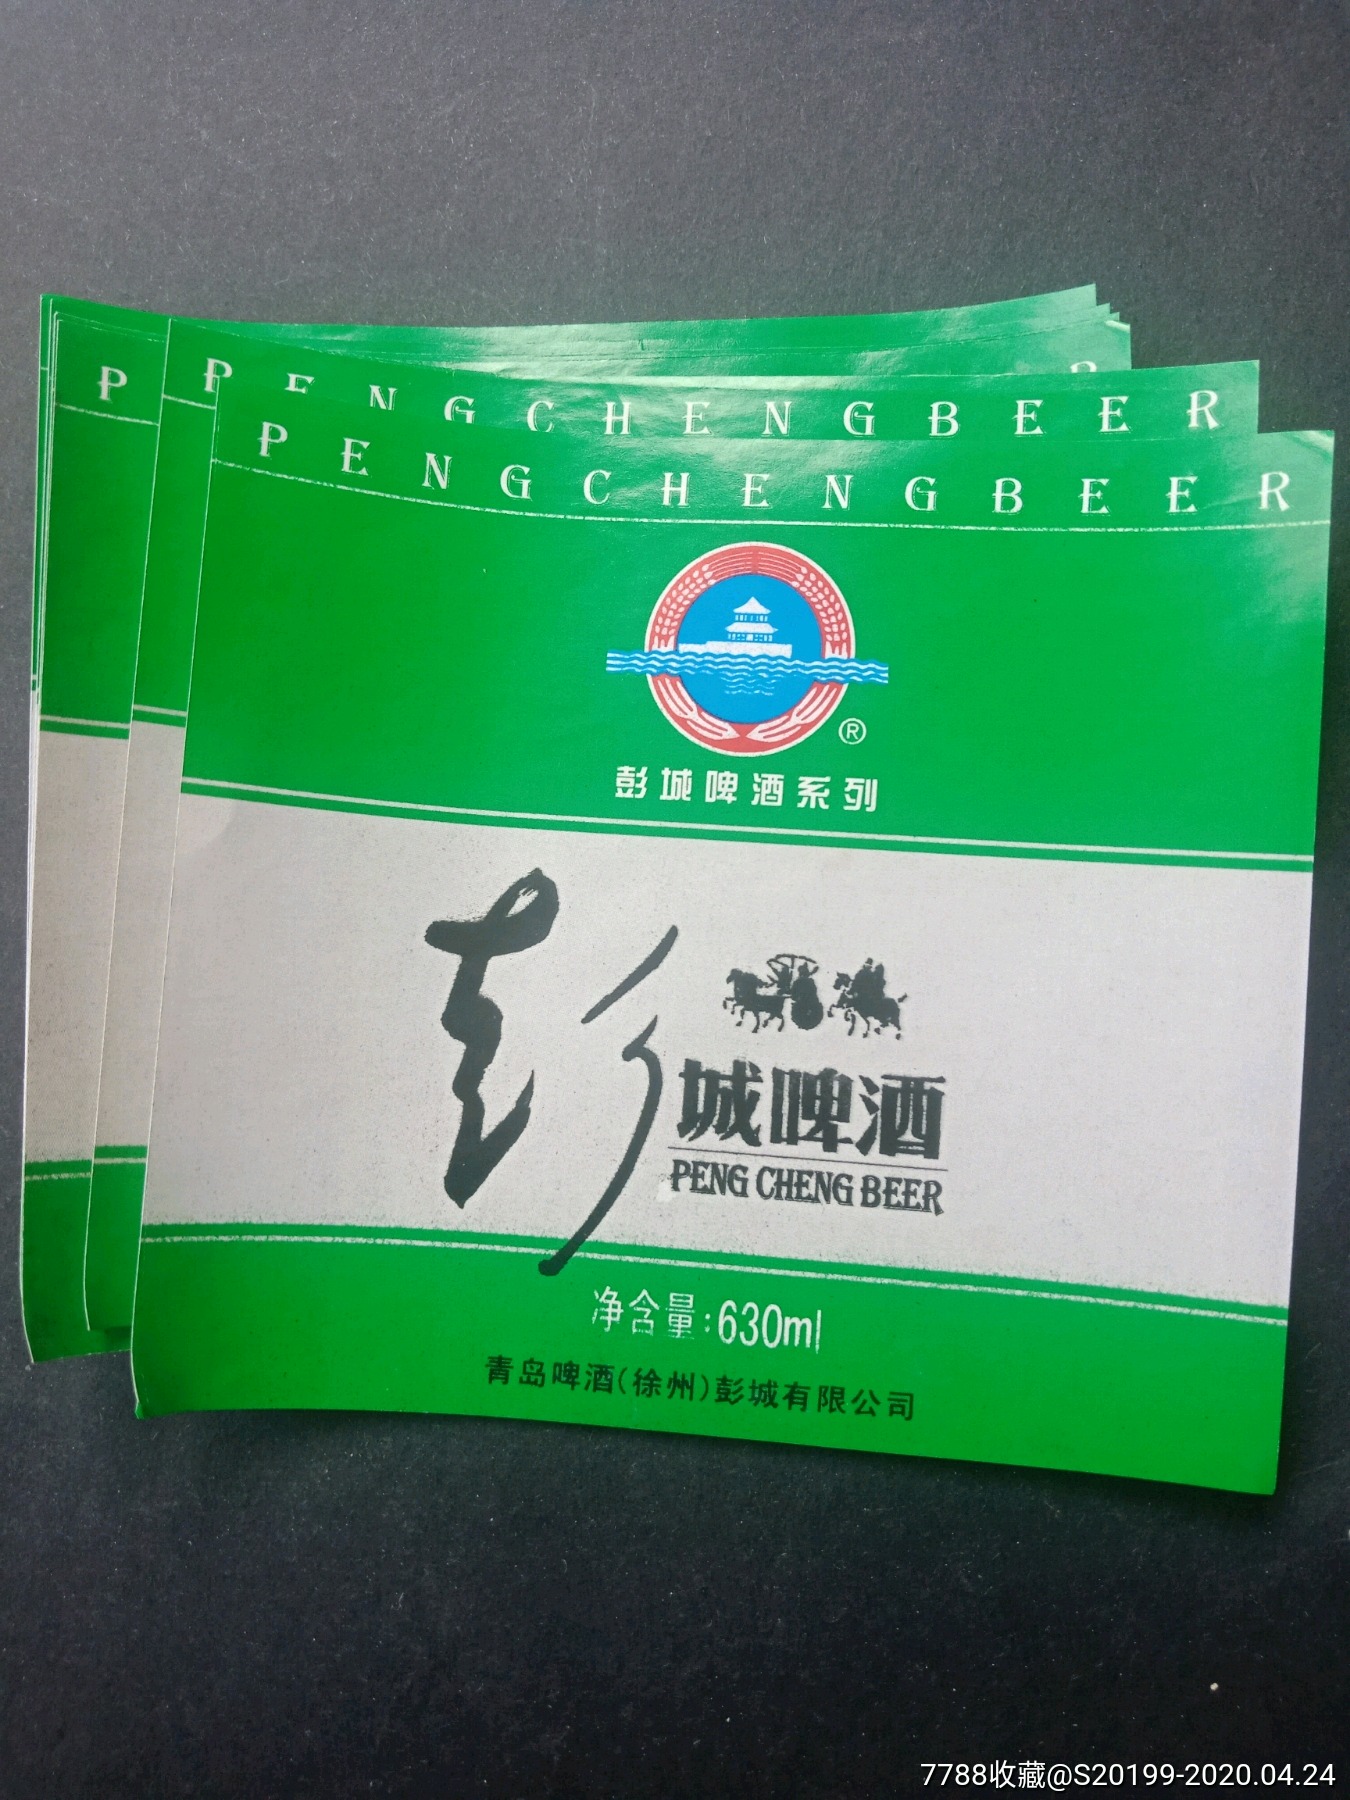 P
P E N G C H E N G B E E R
P E N G C H E N G B E E R
®
彭城啤酒系列
彭
城啤酒
PENG CHENG BEER
净含量:630ml
青岛啤酒(徐州)彭城有限公司
7788收藏@S20199-2020.04.24